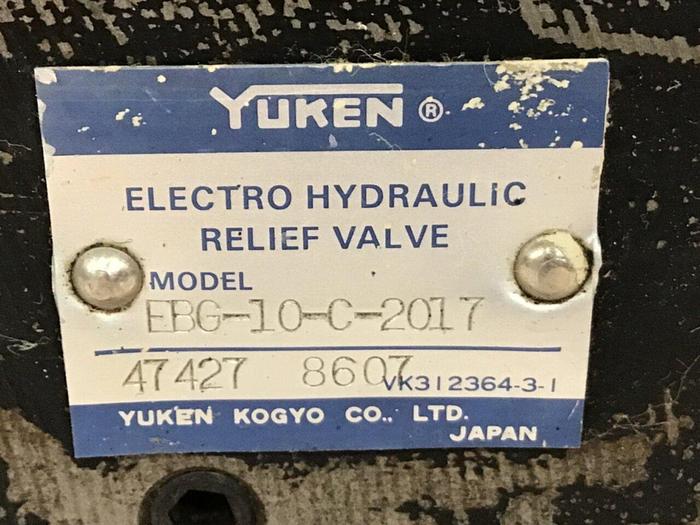 YUKEN ®
ELECTRO HYDRAULIC
RELIEF VALVE
MODEL
EBG-10-C-2017
47427 8607 VK312364-3-1
YUKEN KOGYO CO., LTD.
JAPAN